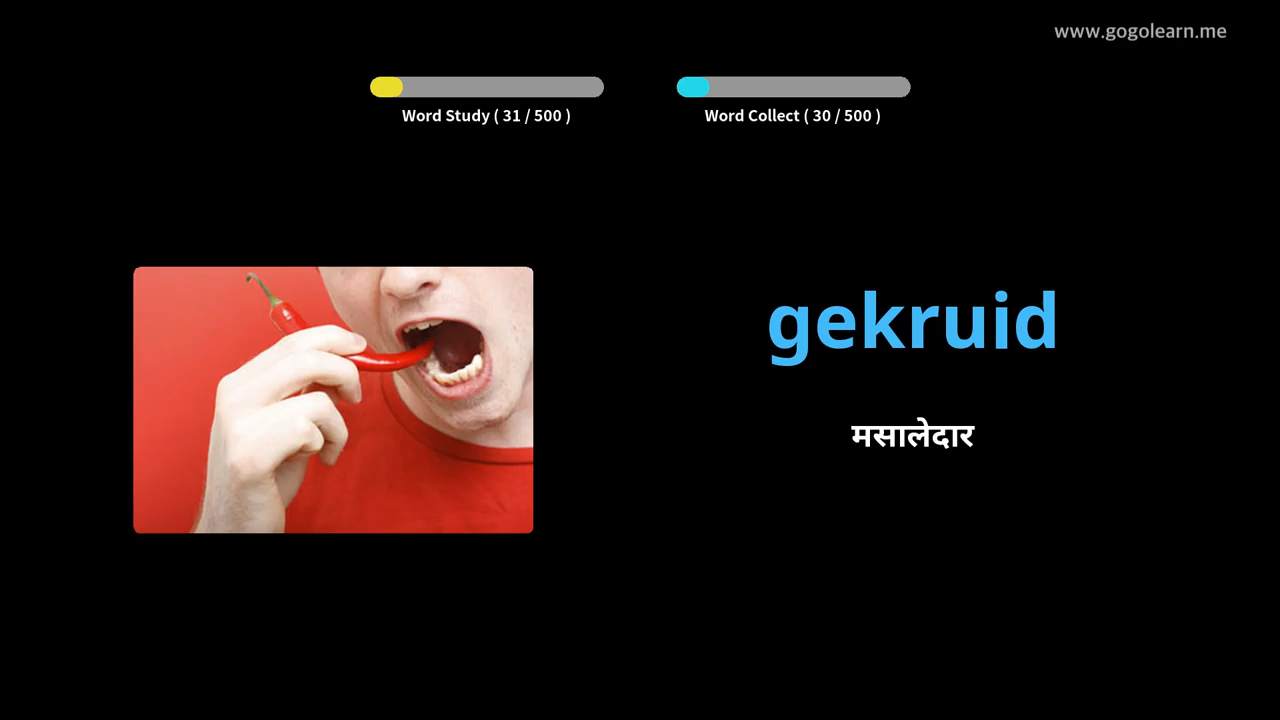 www.gogolearn.me
Word Study ( 31 / 500 )
Word Collect ( 30 / 500 )
gekruid
मसालेदार